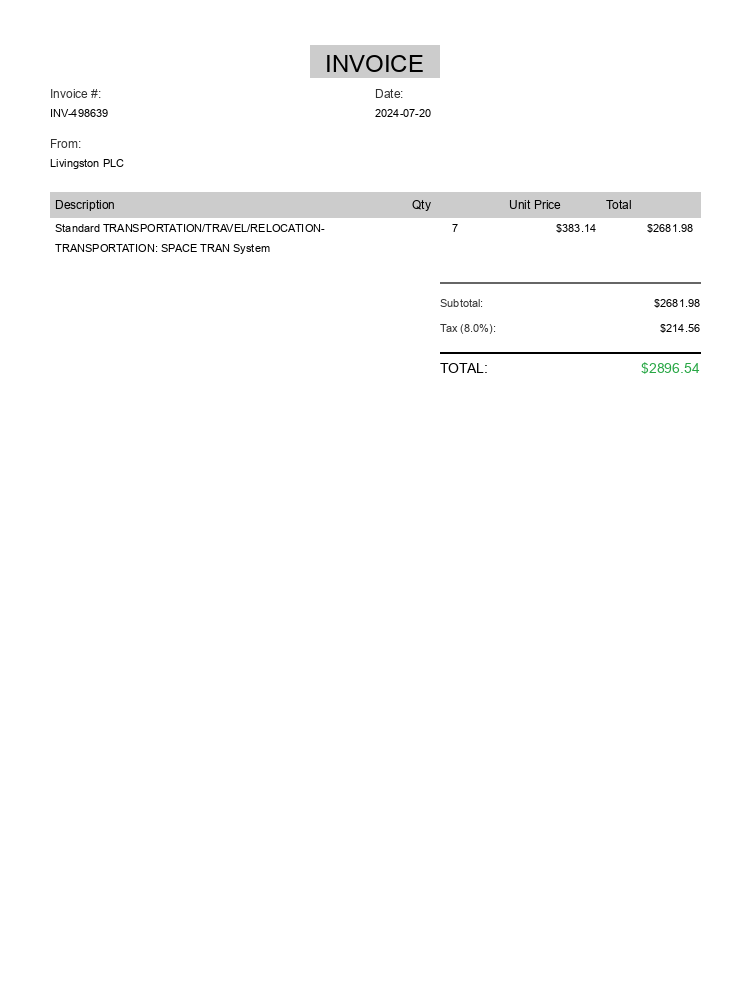 INVOICE
Invoice #: Date:
INV-498639 2024-07-20
From:
Livingston PLC
Description Qty Unit Price Total
Standard TRANSPORTATION/TRAVEL/RELOCATION- 7 $383.14 $2681.98
TRANSPORTATION: SPACE TRAN System
Subtotal: $2681.98
Tax (8.0%): $214.56
TOTAL: $2896.54